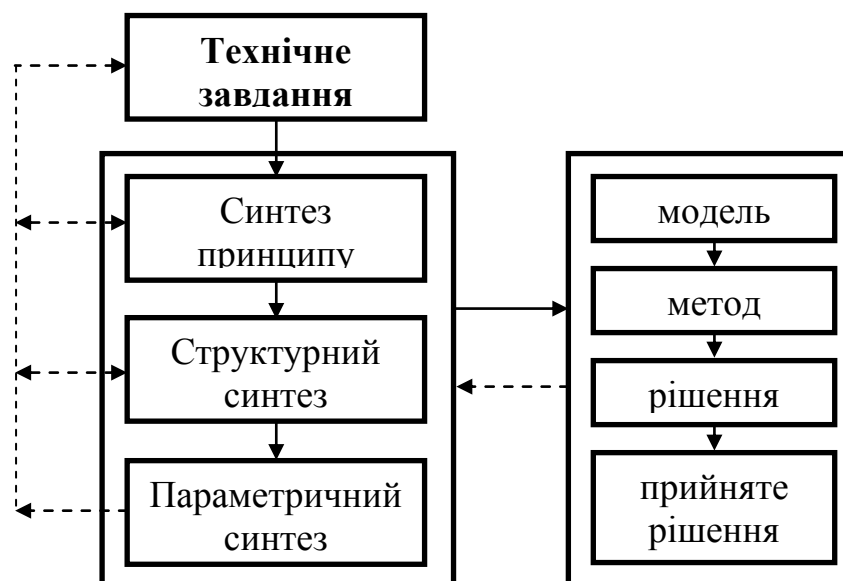 Технічне
завдання
Синтез
принципу
Структурний
синтез
Параметричний
синтез
модель
метод
рішення
прийняте
рішення